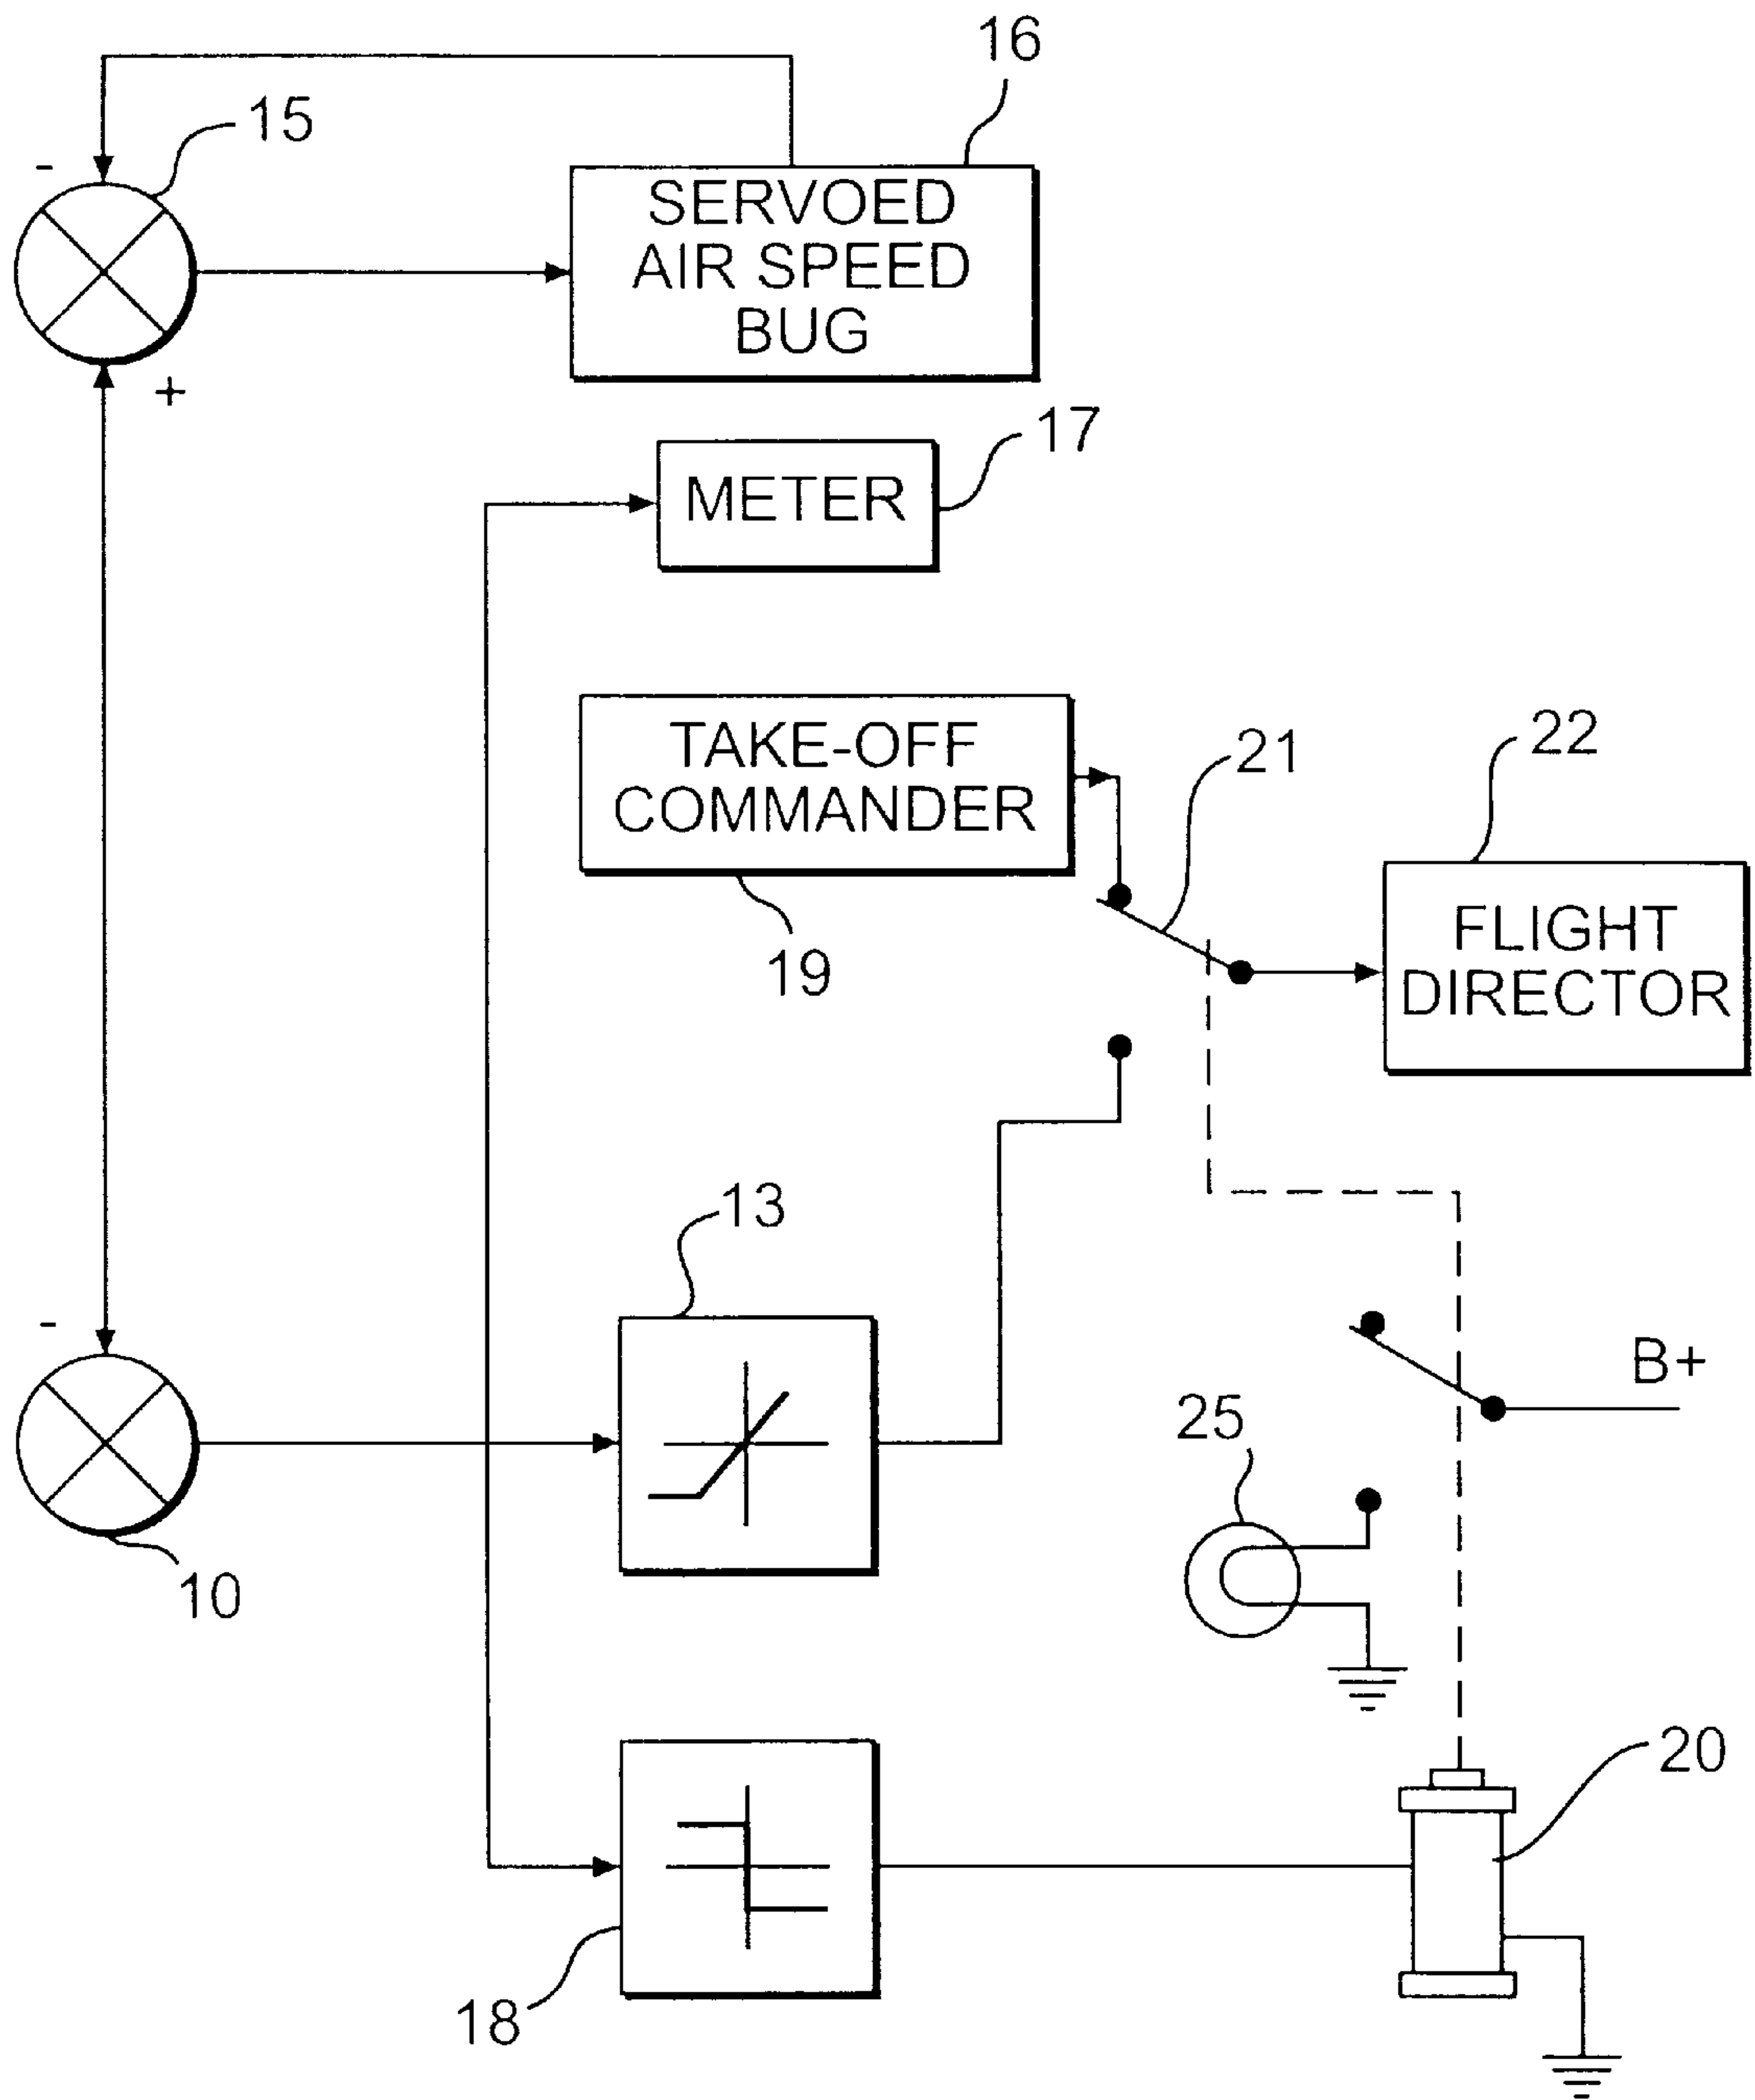 16
15
-
SERVOED
AIR SPEED
BUG
+
17
METER
TAKE-OFF
COMMANDER
21
22
19
FLIGHT
DIRECTOR
13
-
B+
25
10
20
18